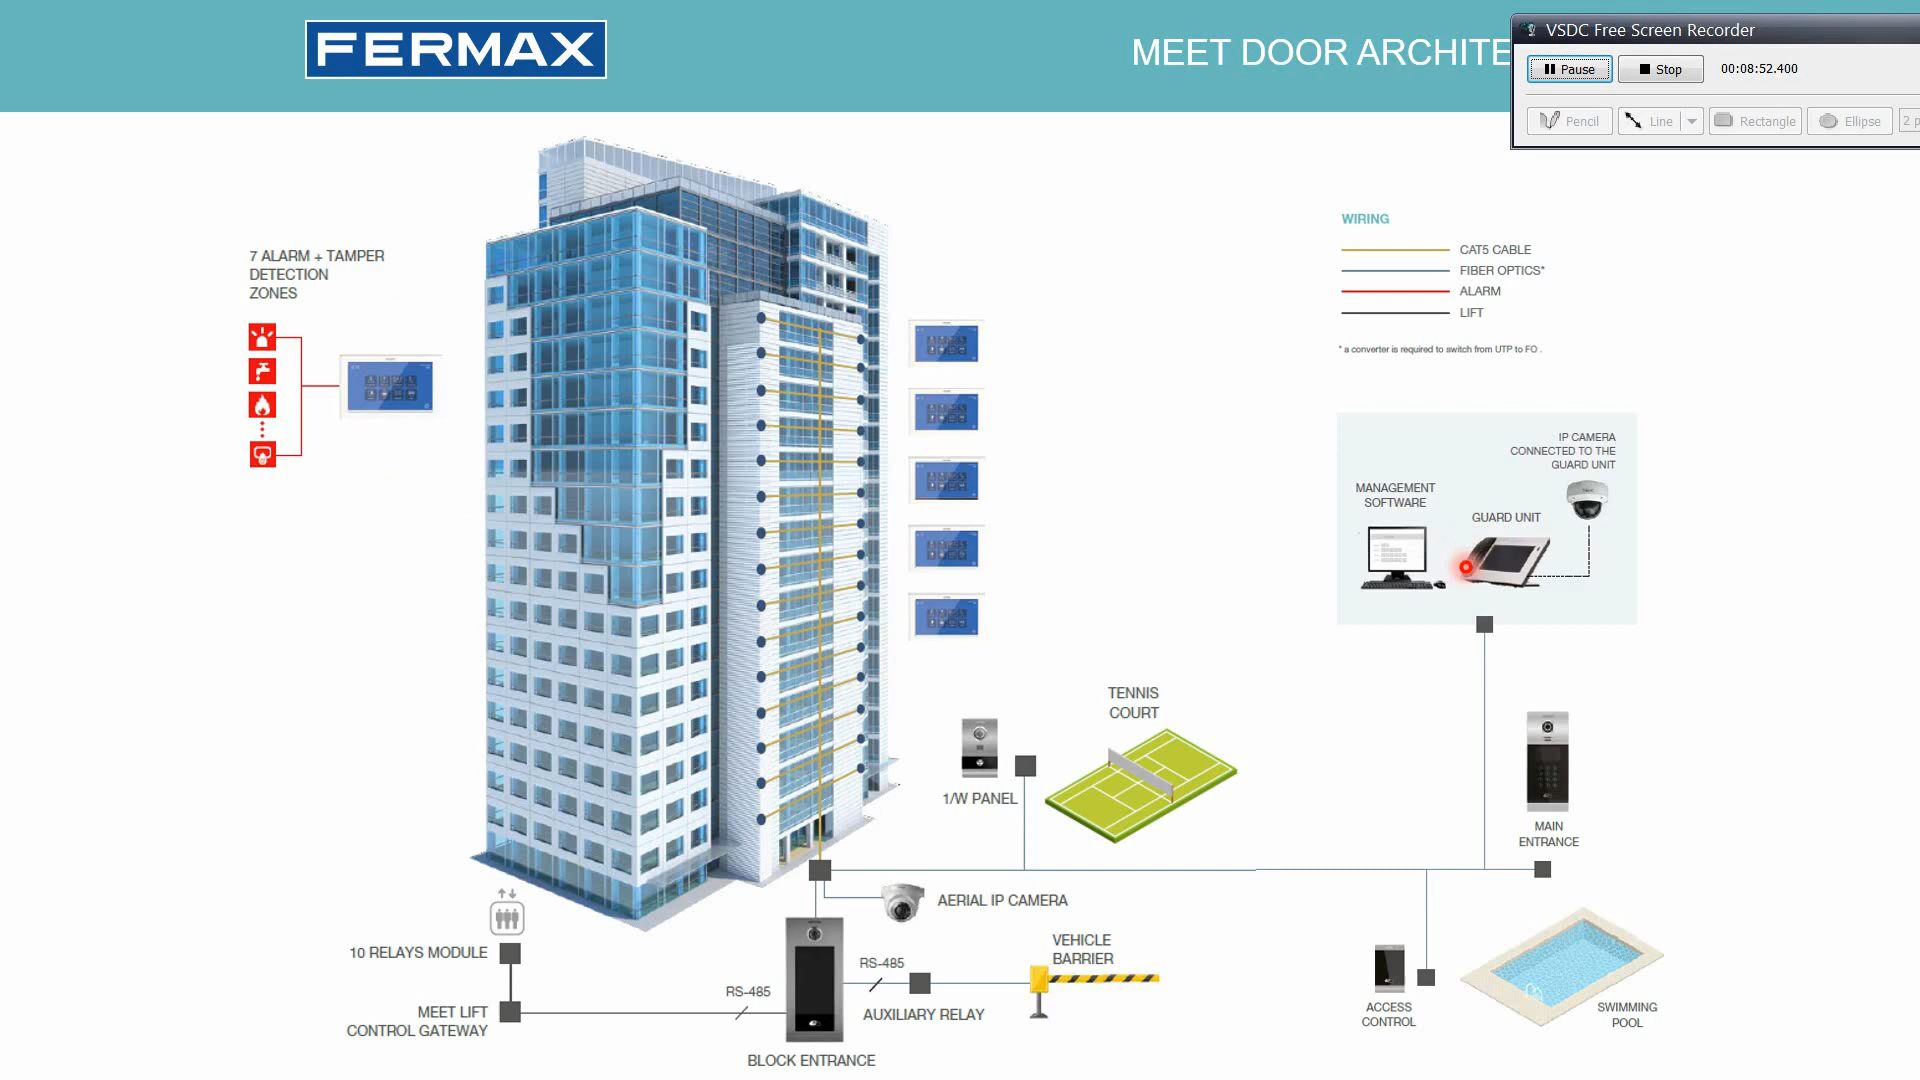 FERMAX
MEET DOOR ARCHITE
VSDC Free Screen Recorder
Pause
Stop
00:08:52.400
Pencil
Line
Rectangle
Ellipse
2 p
WIRING
CAT5 CABLE
FIBER OPTICS*
ALARM
LIFT
* a converter is required to switch from UTP to FO .
7 ALARM + TAMPER
DETECTION
ZONES
IP CAMERA
CONNECTED TO THE
GUARD UNIT
MANAGEMENT
SOFTWARE
GUARD UNIT
TENNIS
COURT
1/W PANEL
MAIN
ENTRANCE
AERIAL IP CAMERA
10 RELAYS MODULE
MEET LIFT
CONTROL GATEWAY
RS-485
RS-485
VEHICLE
BARRIER
AUXILIARY RELAY
BLOCK ENTRANCE
ACCESS
CONTROL
SWIMMING
POOL